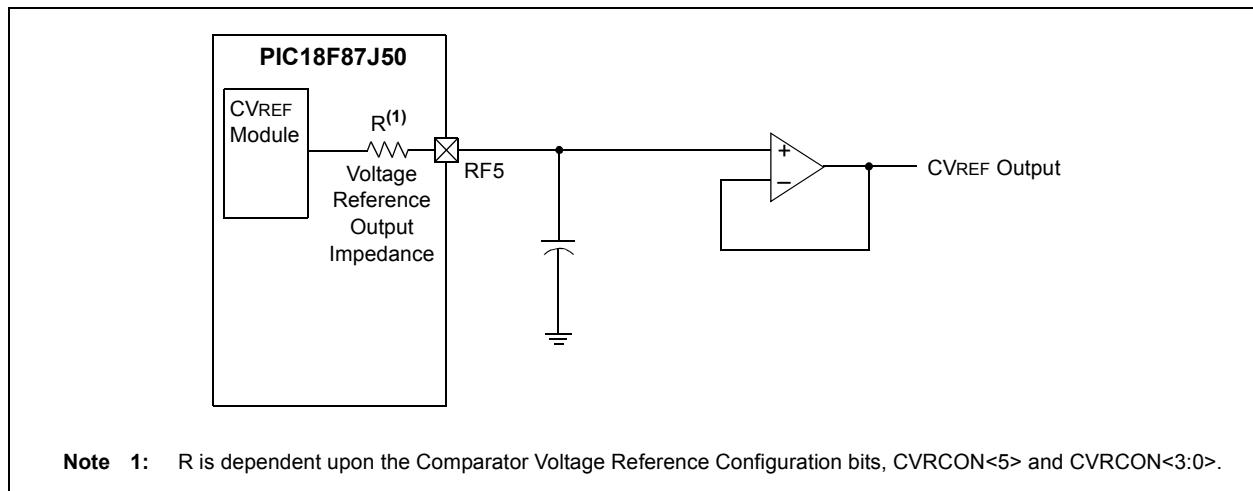 PIC18F87J50
CVREF
Module
R(1)
Voltage
Reference
Output
Impedance
RF5
+
–
CVREF Output
Note 1: R is dependent upon the Comparator Voltage Reference Configuration bits, CVRCON<5> and CVRCON<3:0>.